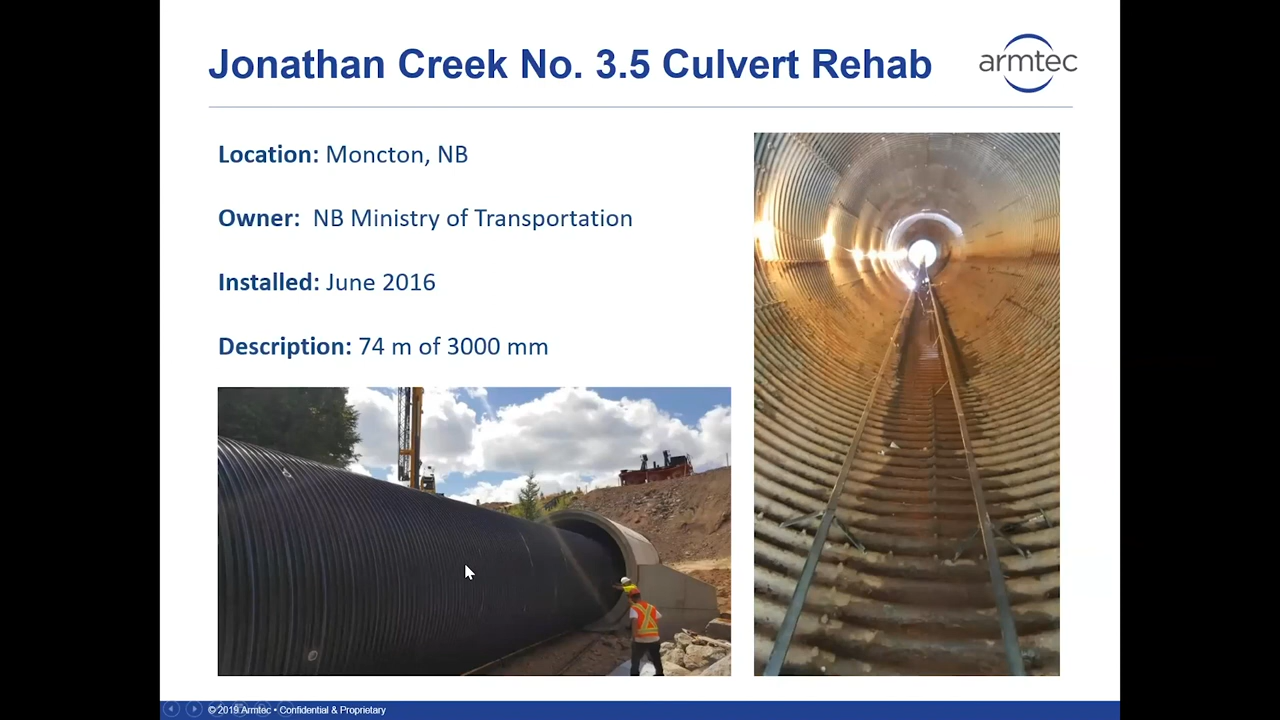 Jonathan Creek No. 3.5 Culvert Rehab
armtec
Location: Moncton, NB
Owner: NB Ministry of Transportation
Installed: June 2016
Description: 74 m of 3000 mm
© 2019 Armtec • Confidential & Proprietary